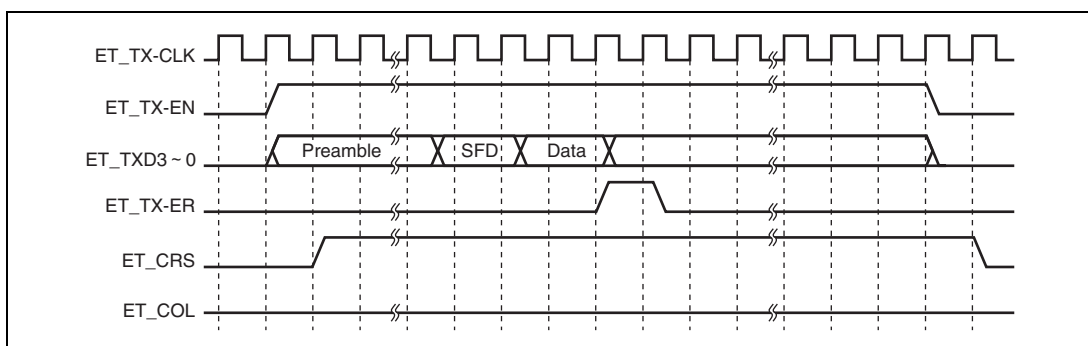 ET_TX-CLK
ET_TX-EN
ET_TXD3 ~ 0 Preamble SFD Data
ET_TX-ER
ET_CRS
ET_COL